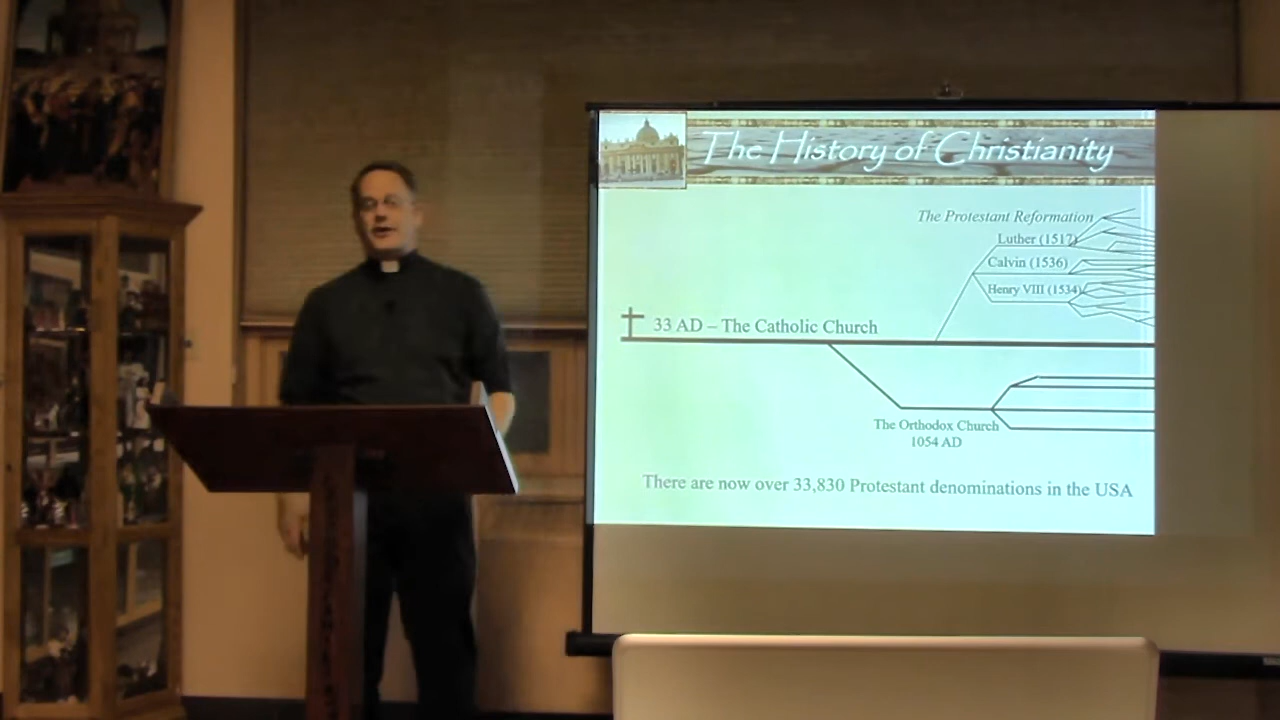 The History of Christianity
The Protestant Reformation
Luther (1517)
Calvin (1536)
Henry VIII (1534)
33 AD – The Catholic Church
The Orthodox Church
1054 AD
There are now over 33,830 Protestant denominations in the USA